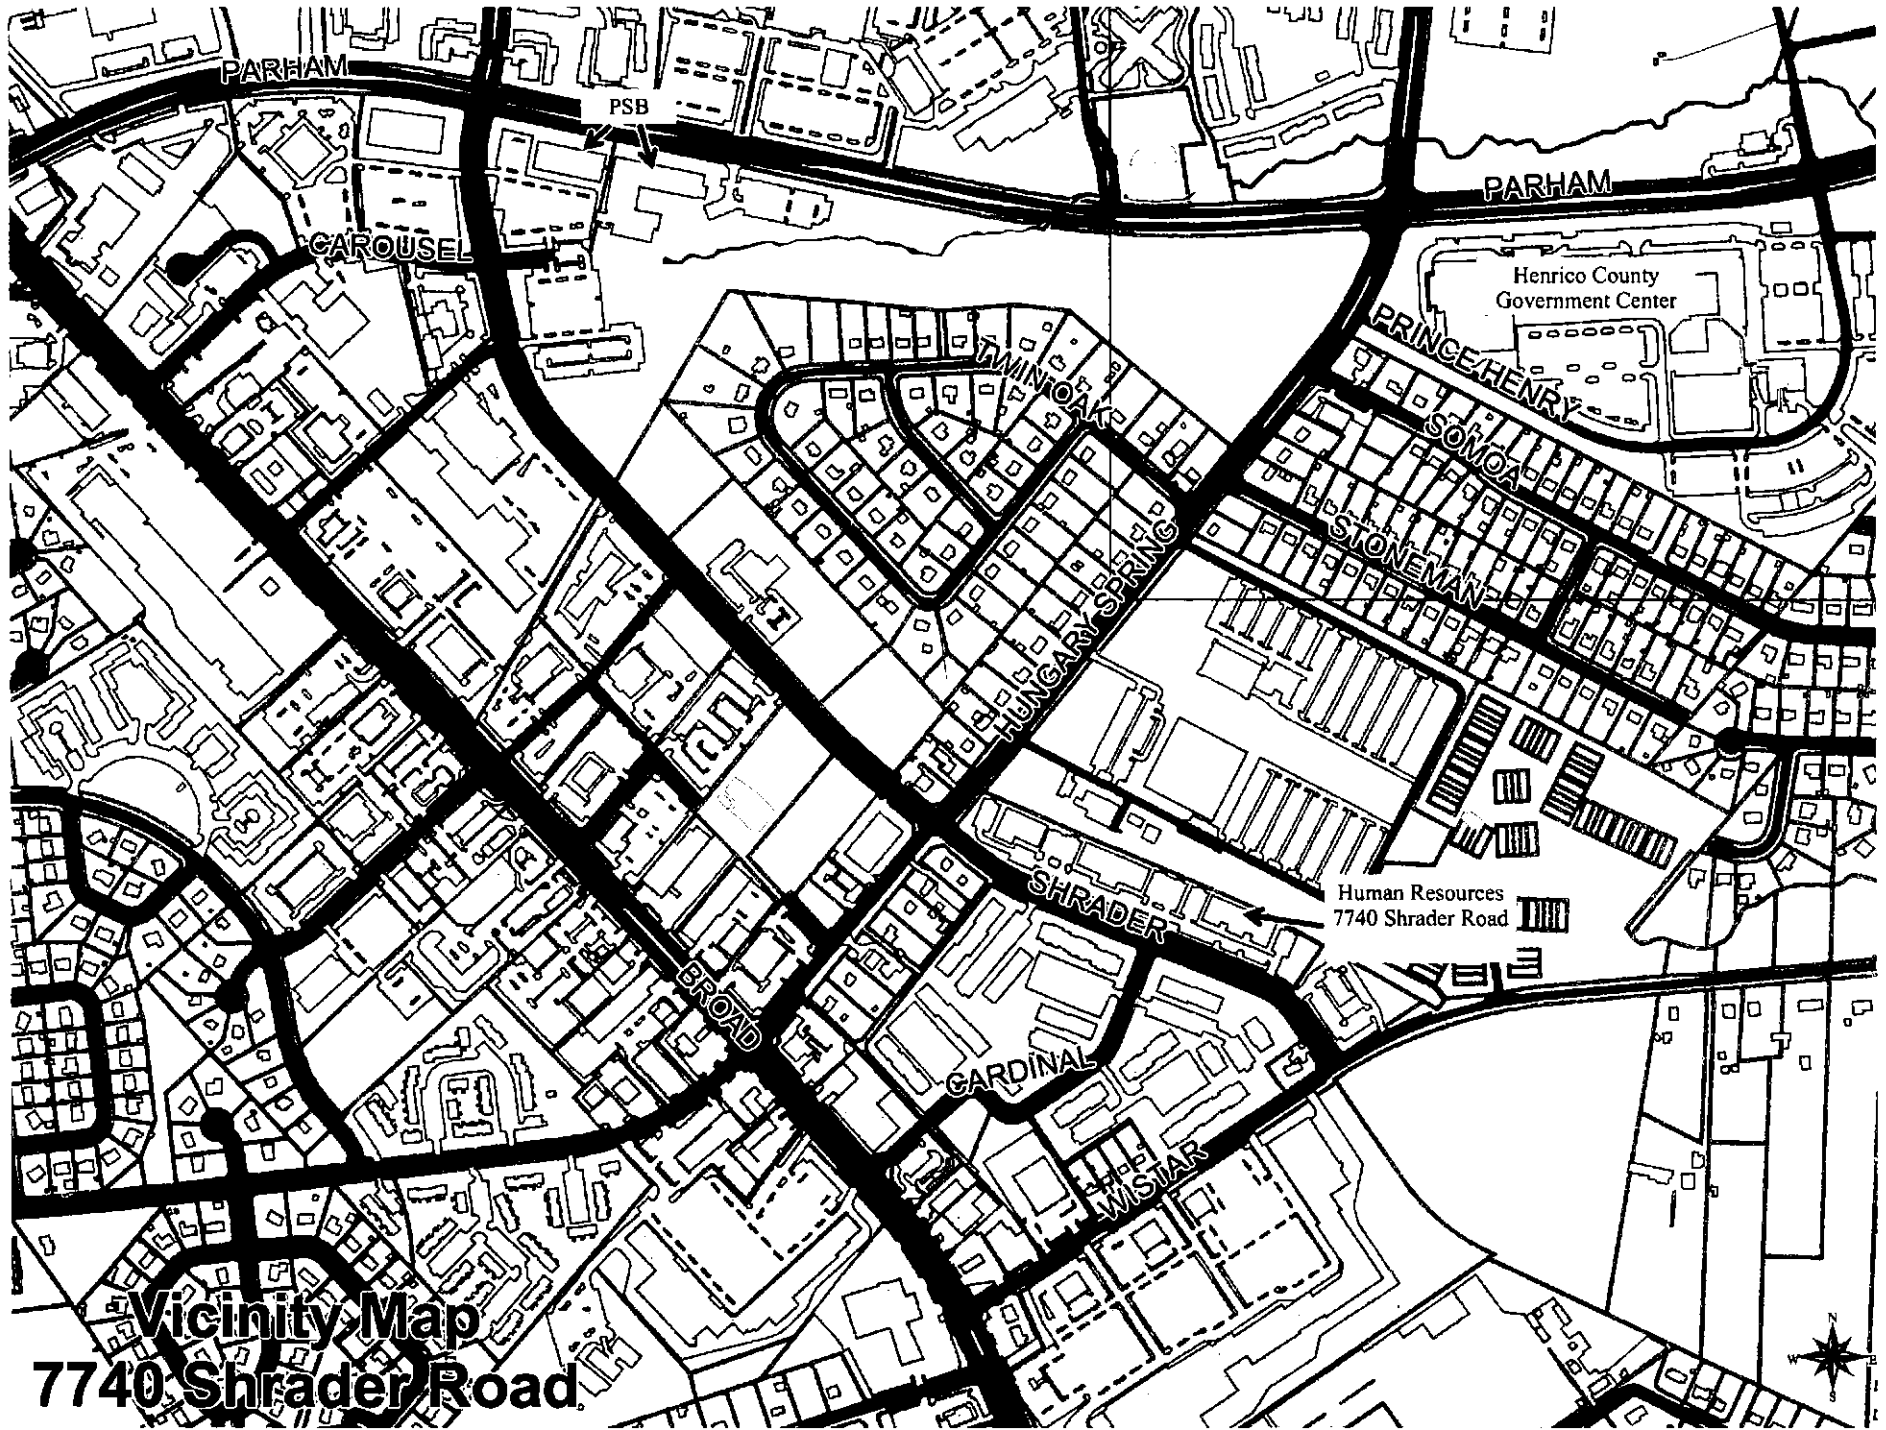 PARHAM
PSB
PARHAM
CAROUSEL
Henrico County
Government Center
PRINCE HENRY
TWIN OAK
SOMOA
STONEMAN
HUNGARY SPRING
SHRADER
Human Resources
7740 Shrader Road
BROAD
CARDINAL
WISTAR
Vicinity Map
7740 Shrader Road
N
W
E
S